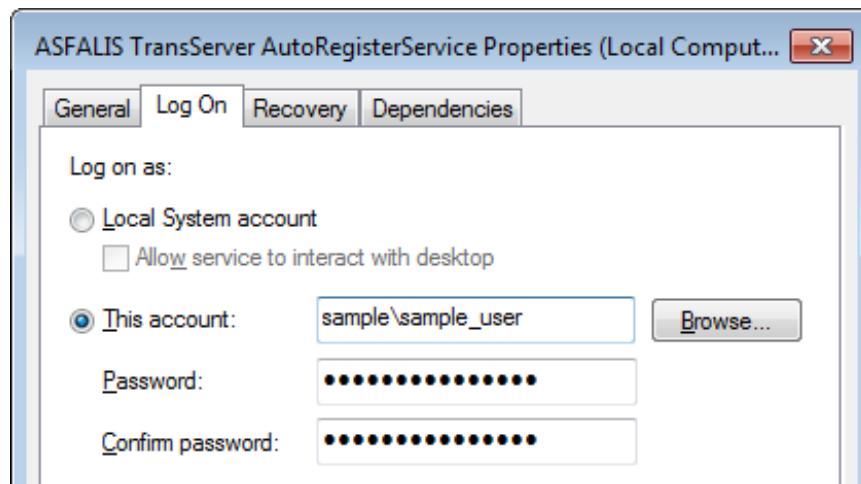 ASFALIS TransServer AutoRegisterService Properties (Local Comput...
General Log On Recovery Dependencies
Log on as:
Local System account
Allow service to interact with desktop
This account: sample\sample_user Browse...
Password: •••••••••••••••
Confirm password: •••••••••••••••